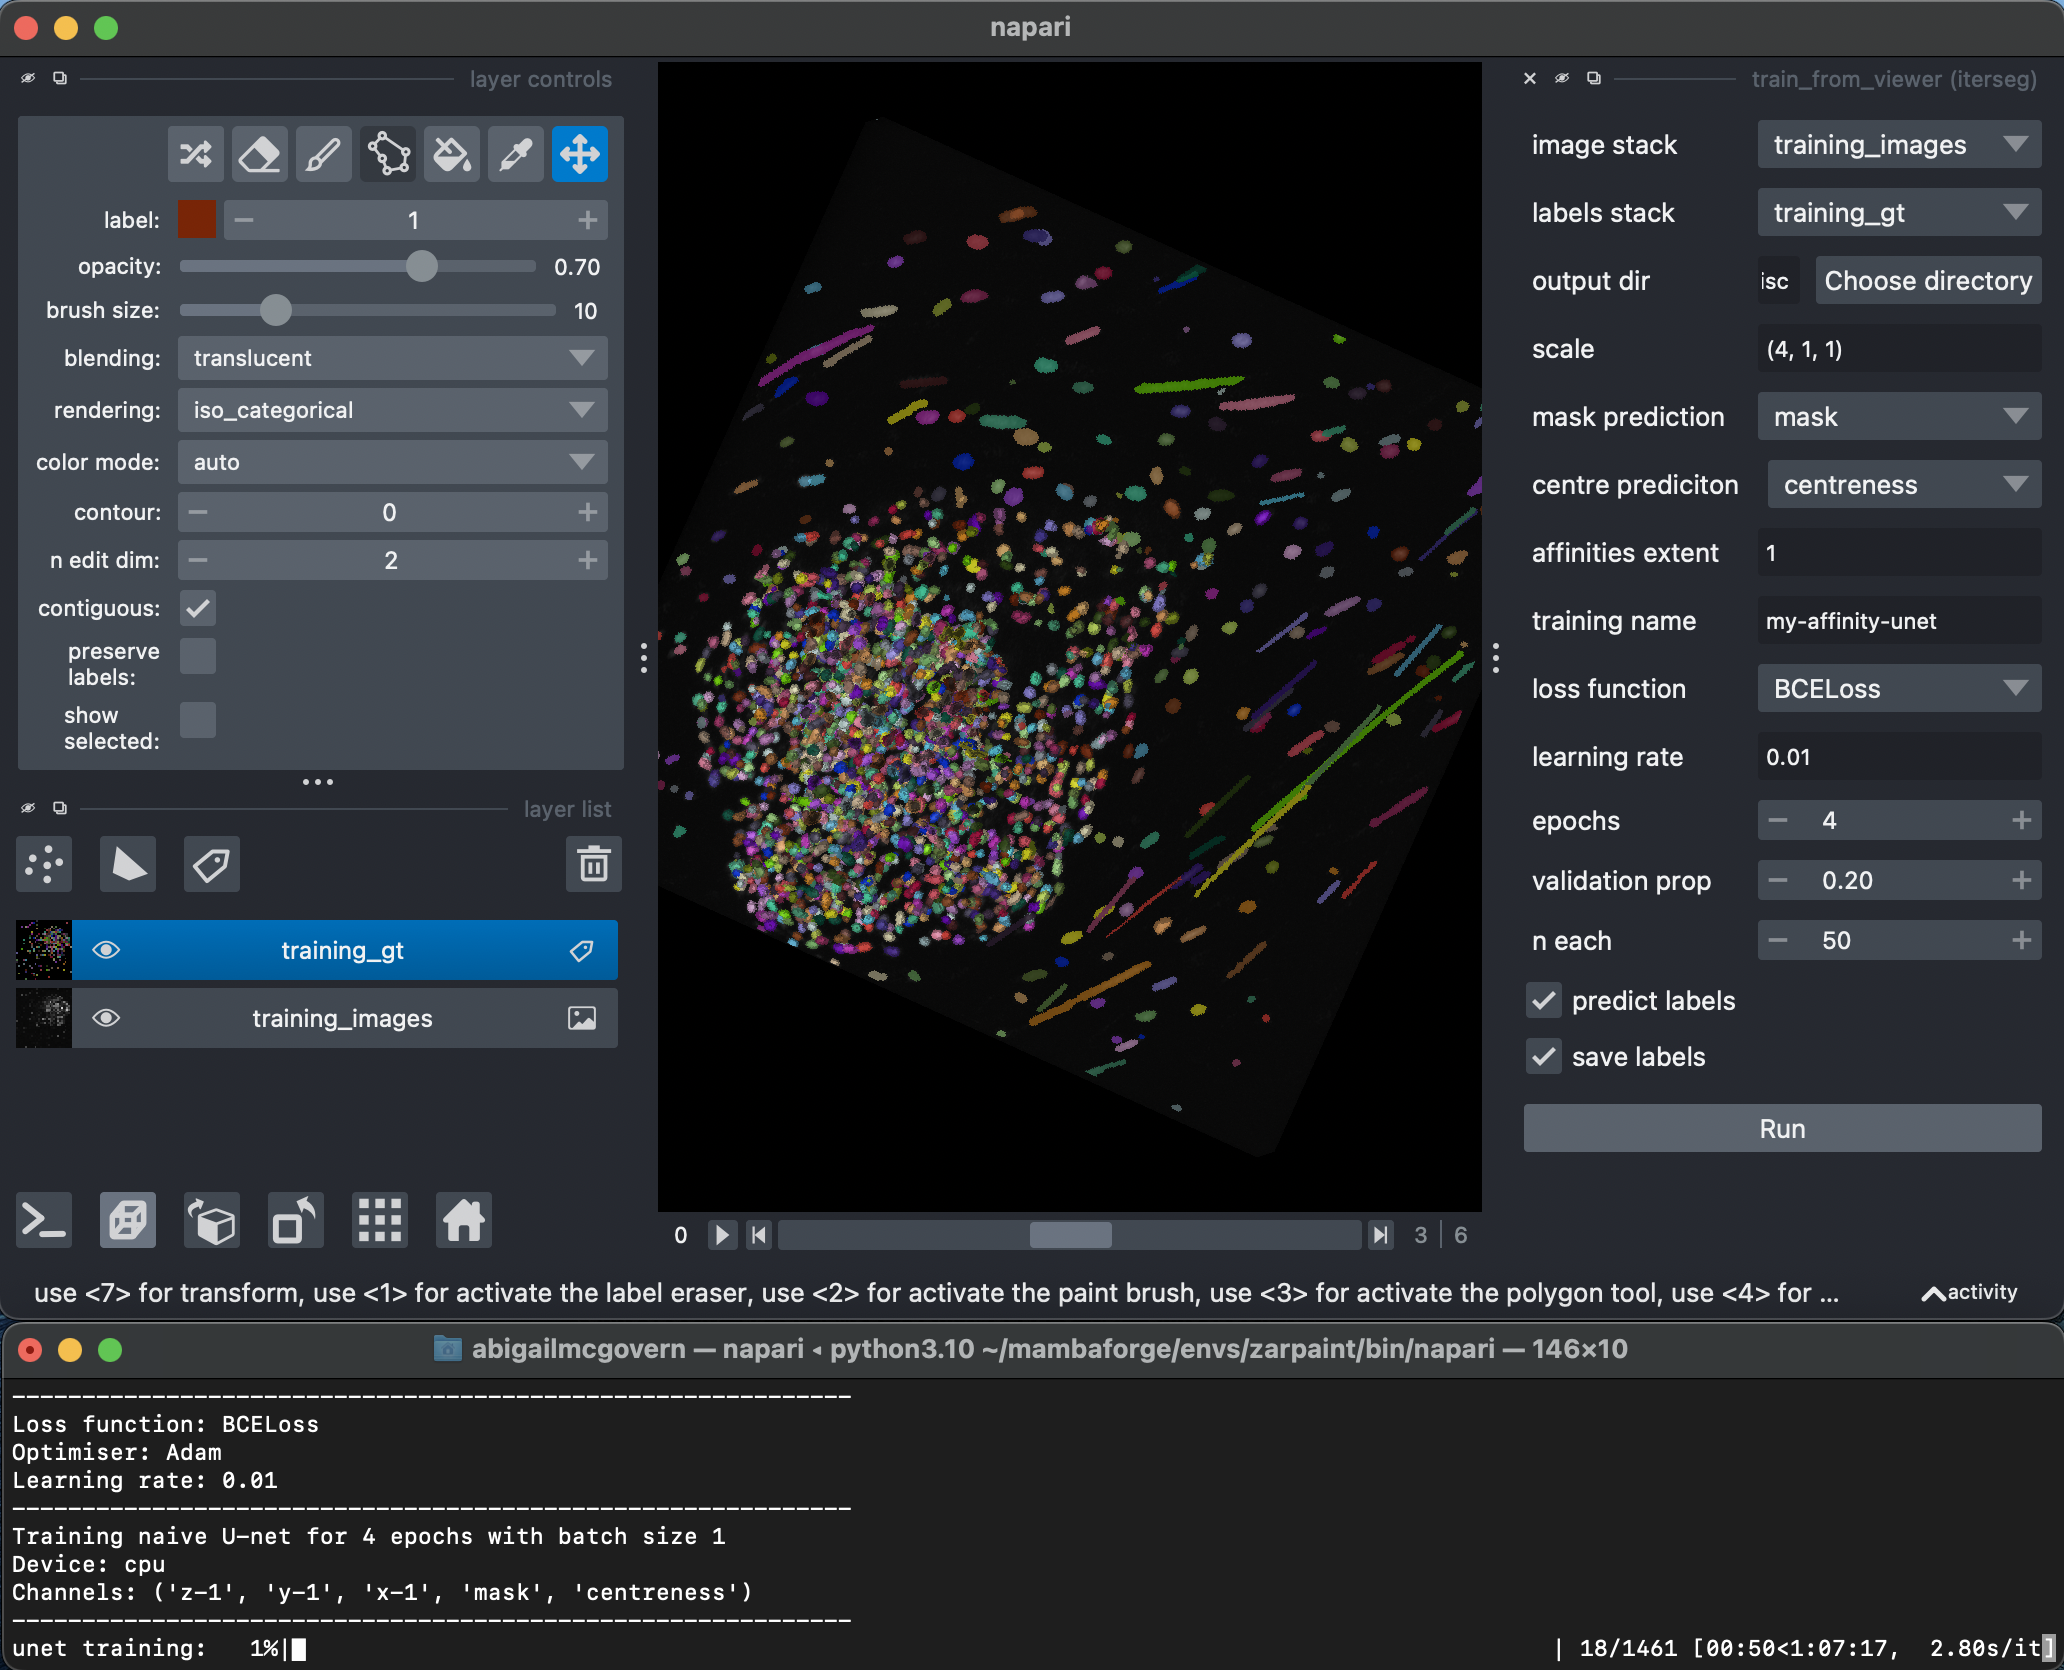 napari
layer controls
label:
1
opacity:
0.70
brush size:
10
blending:
translucent
rendering:
iso_categorical
color mode:
auto
contour:
0
n edit dim:
2
contiguous:
preserve
labels:
show
selected:
layer list
training_gt
training_images
0
3
6
train_from_viewer (iterseg)
image stack
training_images
labels stack
training_gt
output dir
isc
Choose directory
scale
(4, 1, 1)
mask prediction
mask
centre prediciton
centreness
affinities extent
1
training name
my-affinity-unet
loss function
BCELoss
learning rate
0.01
epochs
4
validation prop
0.20
n each
50
predict labels
save labels
Run
use <7> for transform, use <1> for activate the label eraser, use <2> for activate the paint brush, use <3> for activate the polygon tool, use <4> for ...
activity
abigailmcgovern — napari ◂ python3.10 ~/mambaforge/envs/zarpaint/bin/napari — 146×10
------------------------------------------------------------
Loss function: BCELoss
Optimiser: Adam
Learning rate: 0.01
------------------------------------------------------------
Training naive U-net for 4 epochs with batch size 1
Device: cpu
Channels: ('z-1', 'y-1', 'x-1', 'mask', 'centreness')
------------------------------------------------------------
unet training:   1%|
| 18/1461 [00:50<1:07:17,  2.80s/it]